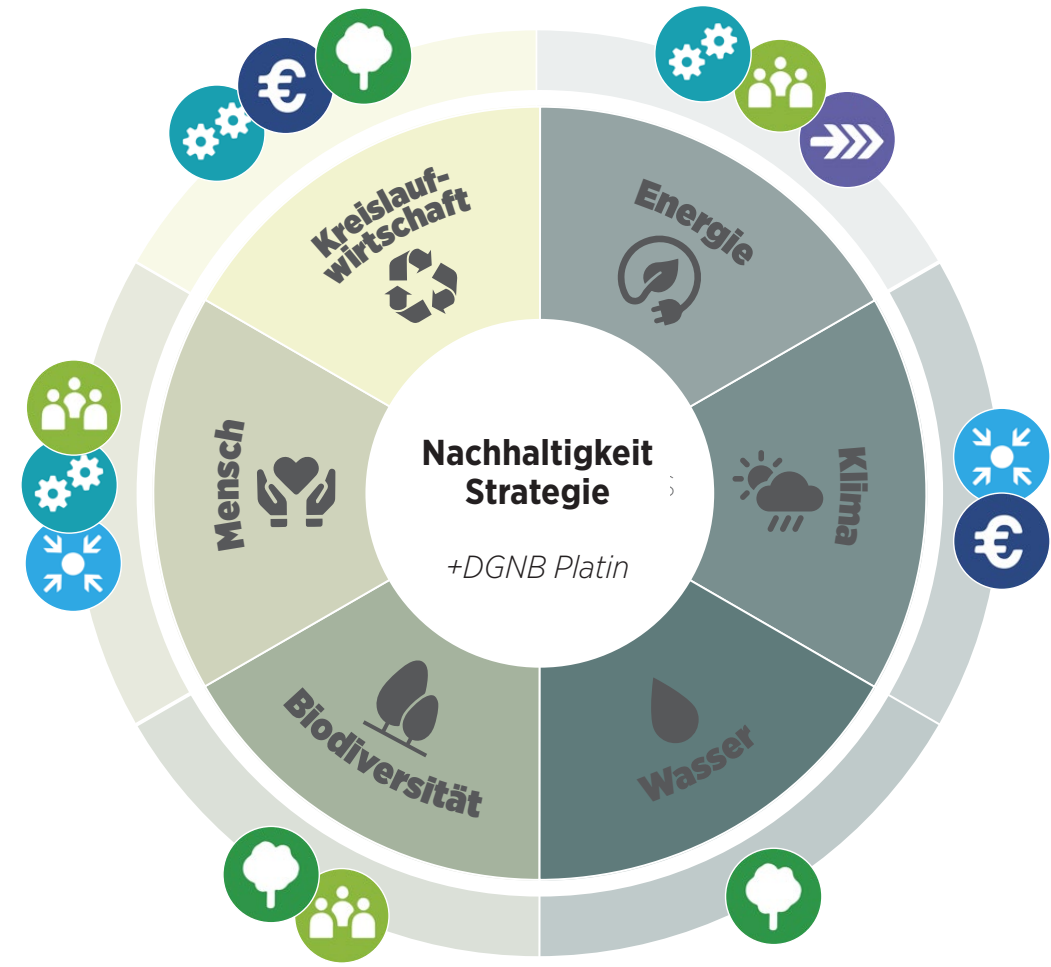 Kreislauf-
wirtschaft
Energie
Klima
Wasser
Biodiversität
Mensch
Nachhaltigkeit
Strategie
+DGNB Platin
€
€